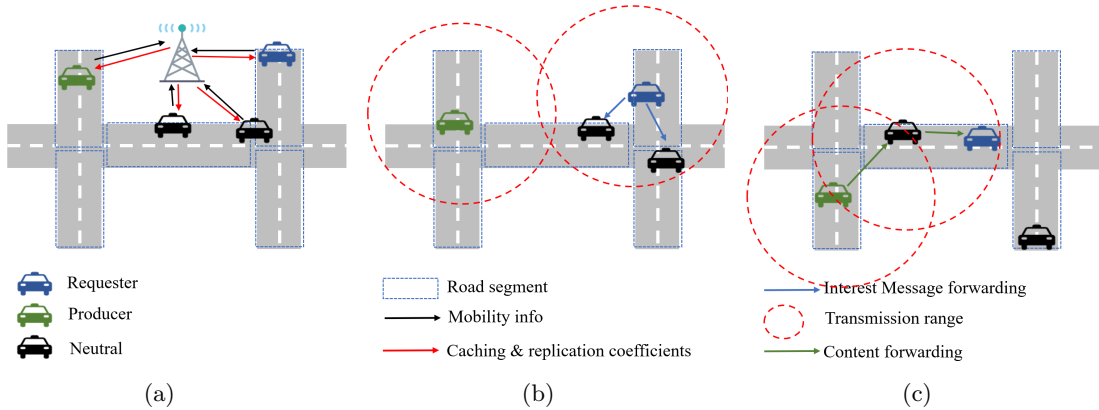 Requester
Producer
Neutral
Road segment
Mobility info
Caching & replication coefficients
Interest Message forwarding
Transmission range
Content forwarding
(a)
(b)
(c)